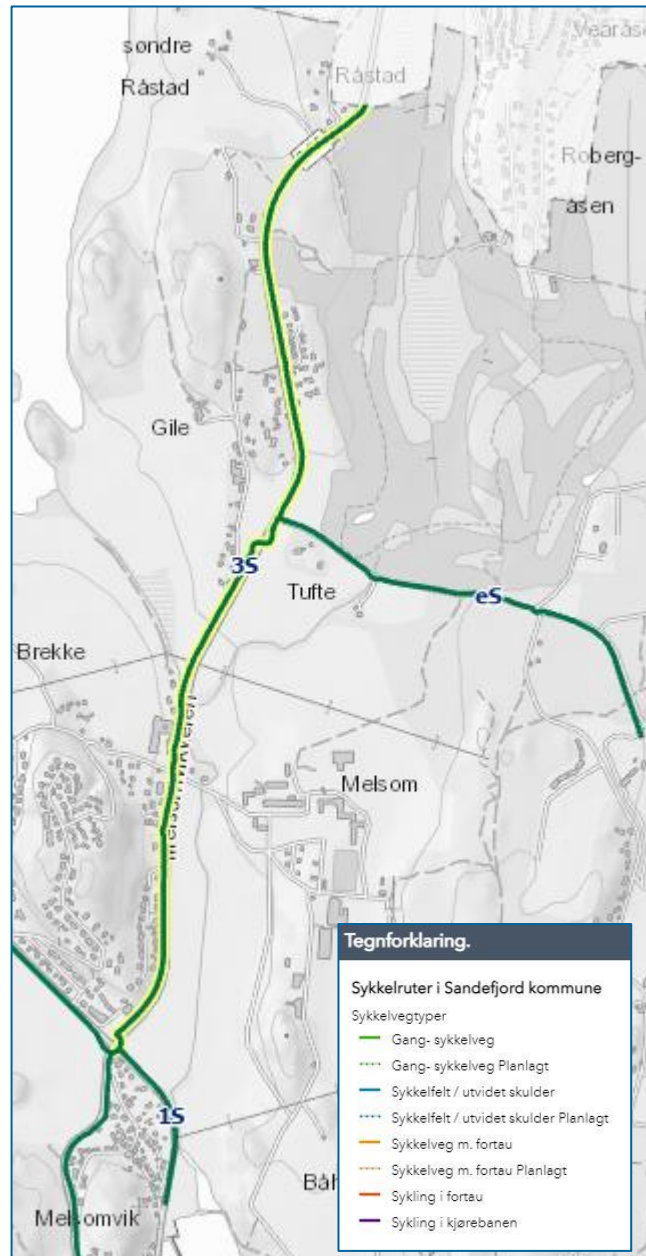 søndre
Råstad
Råstad
Vearåse
Roberg-
åsen
Gile
3S
Tufte
eS
Brekke
Melsom
1S
Melsomvik
Båh
Tegnforklaring.
Sykkelruter i Sandefjord kommune
Sykkelvegtyper
Gang- sykkelveg
Gang- sykkelveg Planlagt
Sykkelfelt / utvidet skulder
Sykkelfelt / utvidet skulder Planlagt
Sykkelveg m. fortau
Sykkelveg m. fortau Planlagt
Sykling i fortau
Sykling i kjørebanen